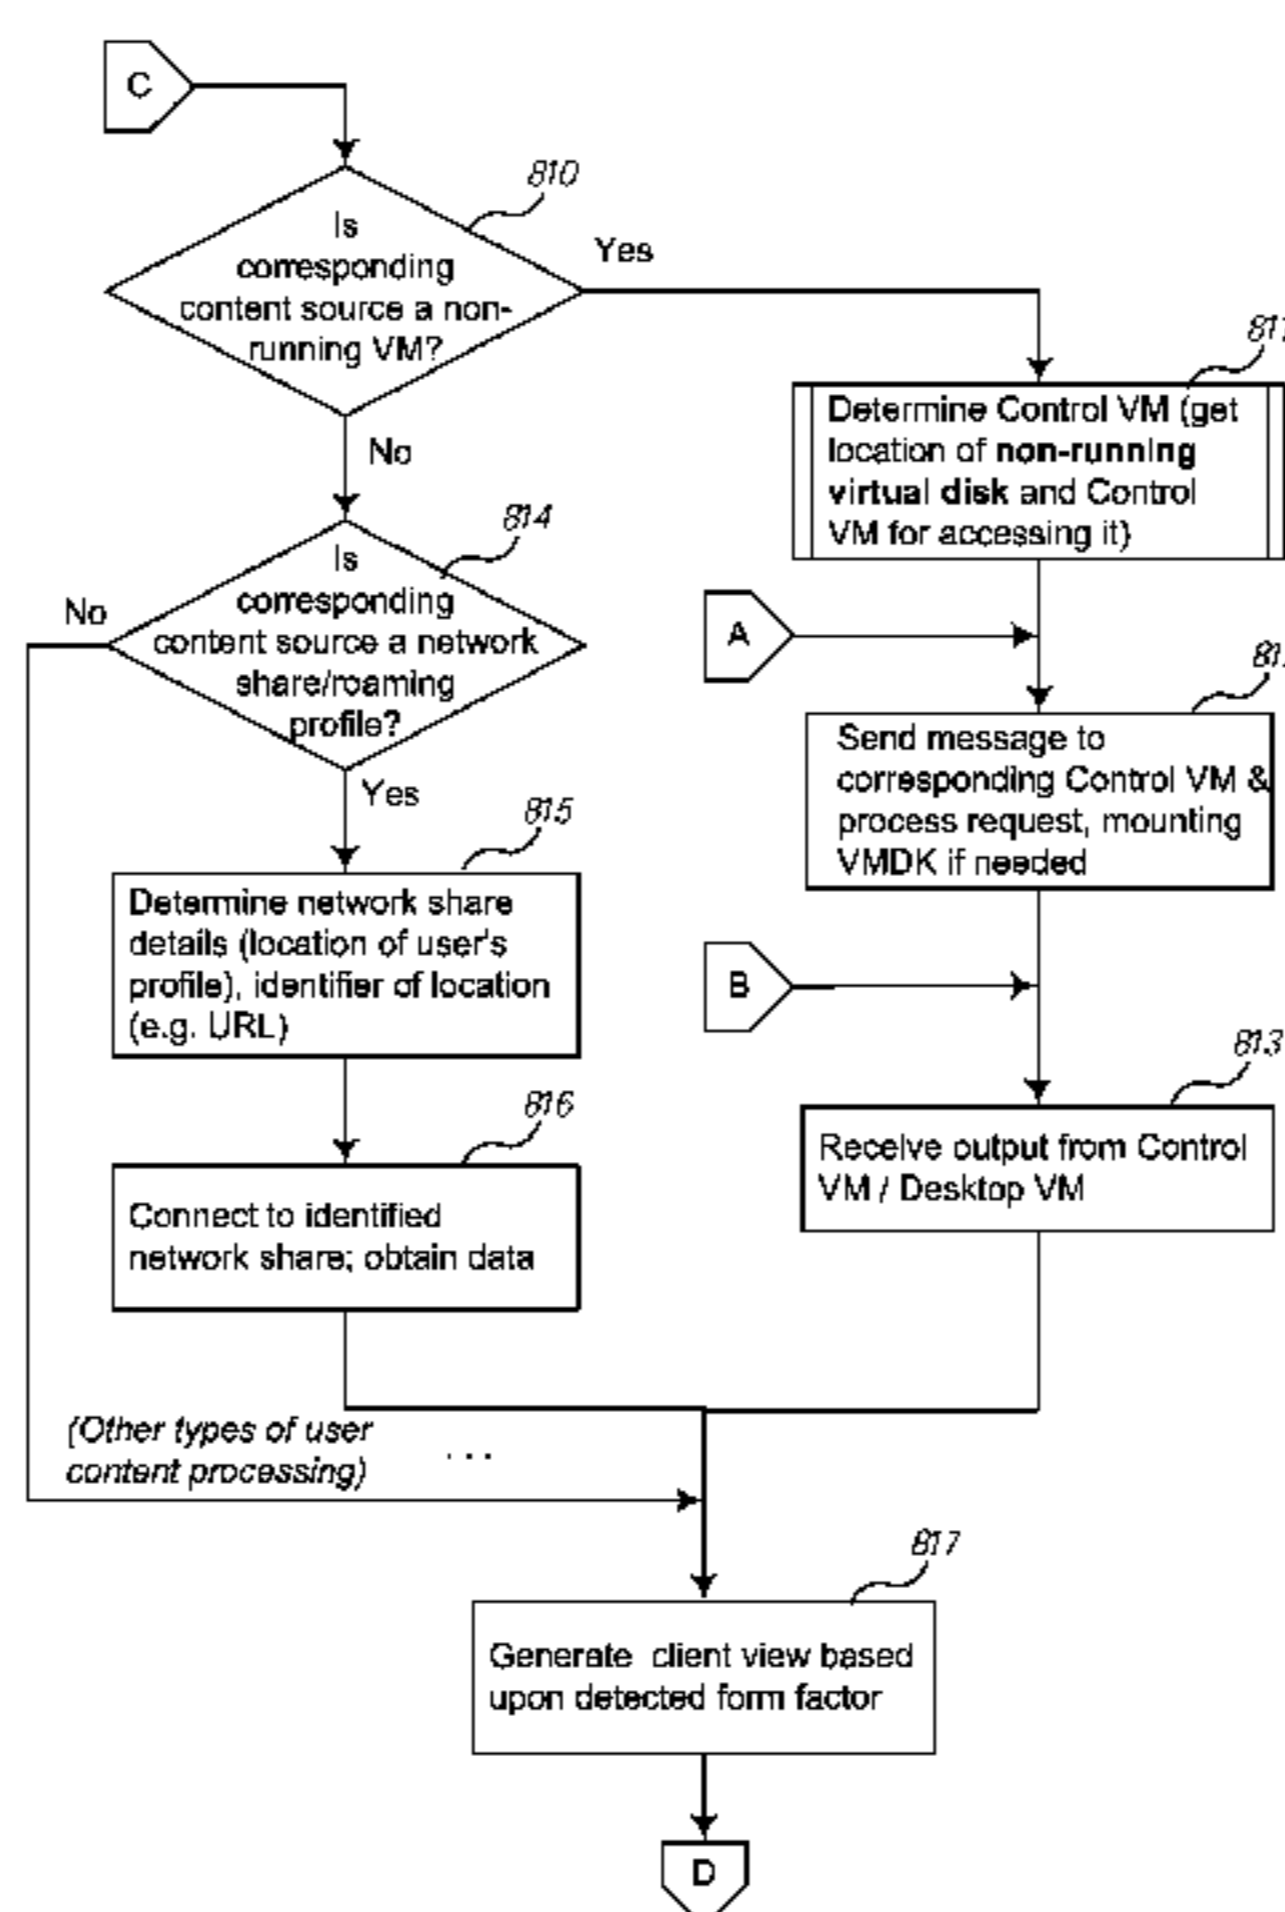 C
810
Is
corresponding
content source a non-
running VM?
Yes
No
Determine Control VM (get
location of non-running
virtual disk and Control
VM for accessing it)
814
Is
corresponding
content source a network
share/roaming
profile?
No
Yes
A
Send message to
corresponding Control VM &
process request, mounting
VMDK if needed
815
Determine network share
details (location of user's
profile), identifier of location
(e.g. URL)
B
813
Receive output from Control
VM / Desktop VM
816
Connect to identified
network share; obtain data
(Other types of user
content processing)
. . .
817
Generate client view based
upon detected form factor
D